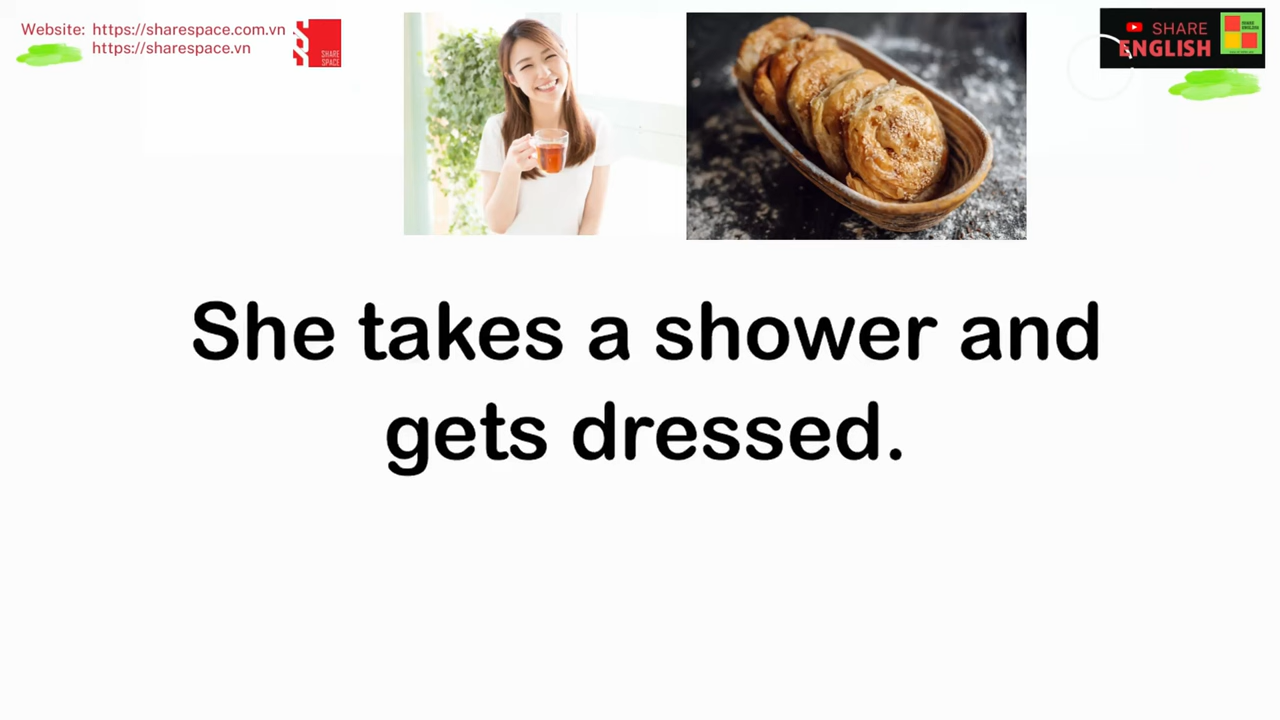 Website: https://sharespace.com.vn
https://sharespace.vn
SHARE
SPACE
SHARE
ENGLISH
She takes a shower and
gets dressed.